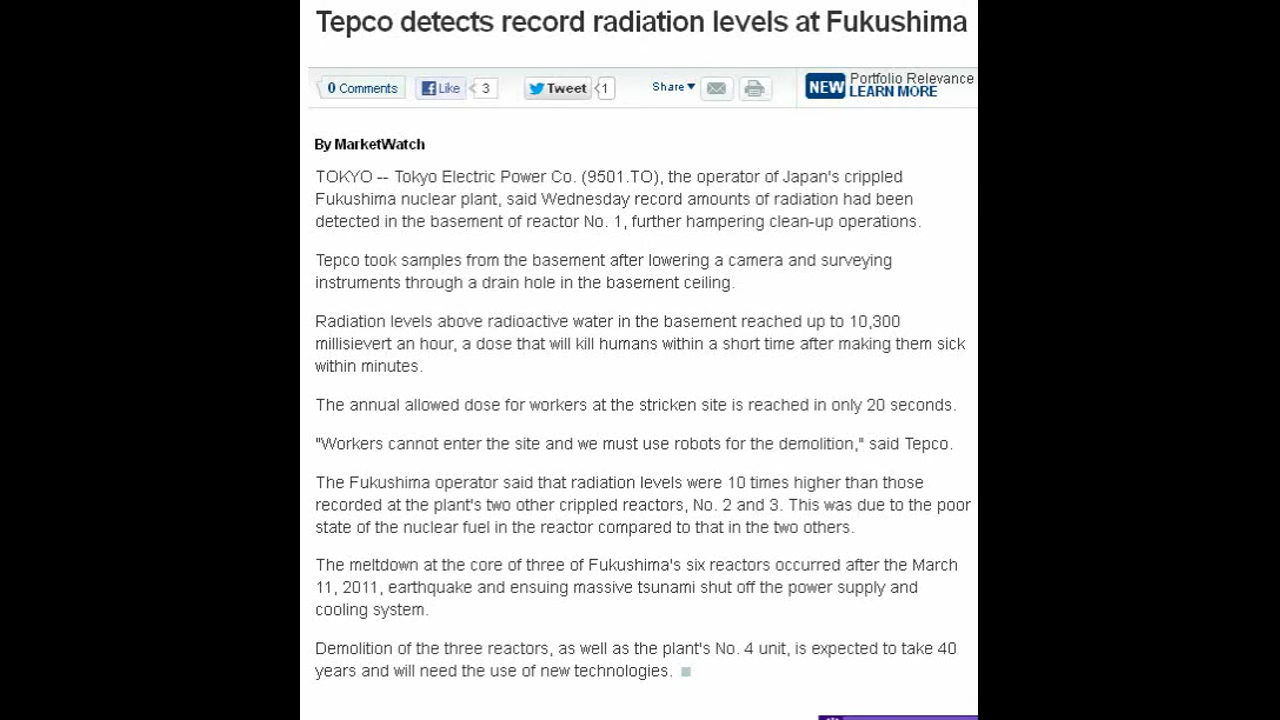 Tepco detects record radiation levels at Fukushima
0 Comments Like 3 Tweet 1 Share NEW Portfolio Relevance
LEARN MORE
By MarketWatch
TOKYO -- Tokyo Electric Power Co. (9501.TO), the operator of Japan's crippled
Fukushima nuclear plant, said Wednesday record amounts of radiation had been
detected in the basement of reactor No. 1, further hampering clean-up operations.
Tepco took samples from the basement after lowering a camera and surveying
instruments through a drain hole in the basement ceiling.
Radiation levels above radioactive water in the basement reached up to 10,300
millisievert an hour, a dose that will kill humans within a short time after making them sick
within minutes.
The annual allowed dose for workers at the stricken site is reached in only 20 seconds.
"Workers cannot enter the site and we must use robots for the demolition," said Tepco.
The Fukushima operator said that radiation levels were 10 times higher than those
recorded at the plant's two other crippled reactors, No. 2 and 3. This was due to the poor
state of the nuclear fuel in the reactor compared to that in the two others.
The meltdown at the core of three of Fukushima's six reactors occurred after the March
11, 2011, earthquake and ensuing massive tsunami shut off the power supply and
cooling system.
Demolition of the three reactors, as well as the plant's No. 4 unit, is expected to take 40
years and will need the use of new technologies.